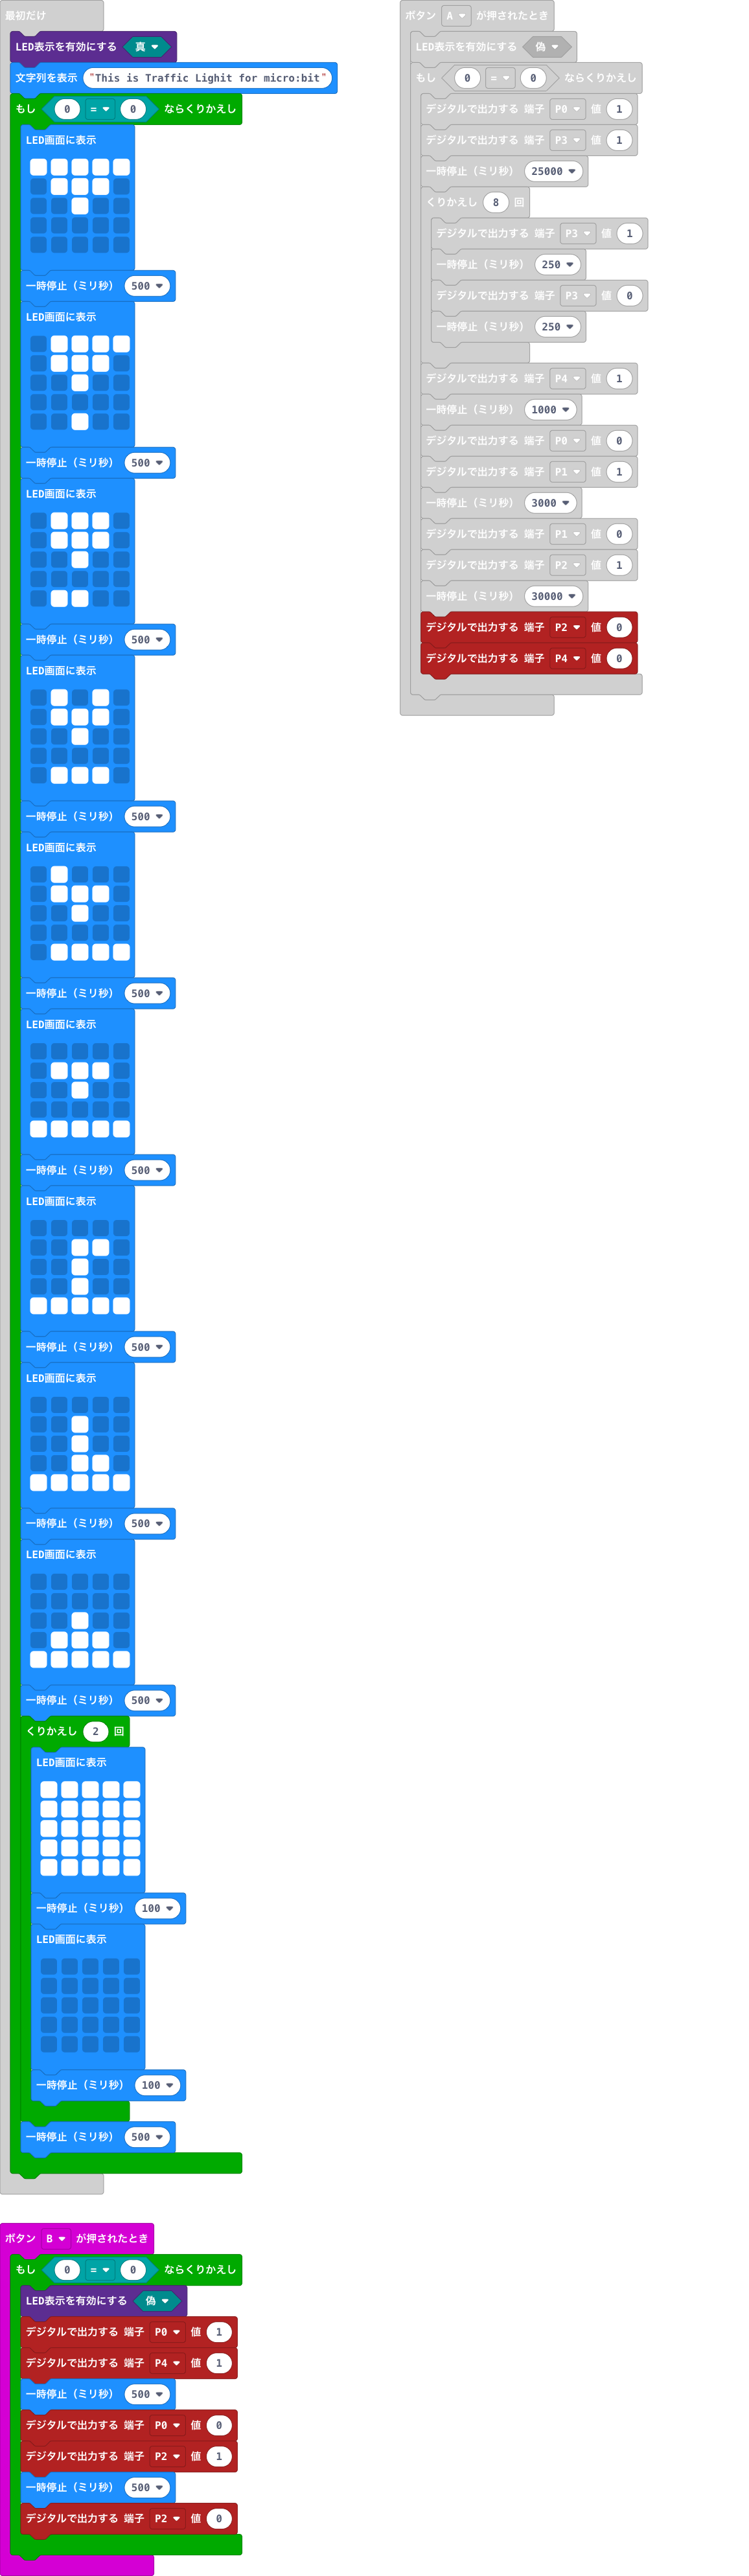 最初だけ
LED表示を有効にする 真
文字列を表示 "This is Traffic Lighit for micro:bit"
もし 0 = 0 ならくりかえし
LED画面に表示
一時停止（ミリ秒） 500
LED画面に表示
一時停止（ミリ秒） 500
LED画面に表示
一時停止（ミリ秒） 500
LED画面に表示
一時停止（ミリ秒） 500
LED画面に表示
一時停止（ミリ秒） 500
LED画面に表示
一時停止（ミリ秒） 500
LED画面に表示
一時停止（ミリ秒） 500
LED画面に表示
一時停止（ミリ秒） 500
LED画面に表示
一時停止（ミリ秒） 500
くりかえし 2 回
LED画面に表示
一時停止（ミリ秒） 100
LED画面に表示
一時停止（ミリ秒） 100
一時停止（ミリ秒） 500
ボタン A が押されたとき
LED表示を有効にする 偽
もし 0 = 0 ならくりかえし
デジタルで出力する 端子 P0 値 1
デジタルで出力する 端子 P3 値 1
一時停止（ミリ秒） 25000
くりかえし 8 回
デジタルで出力する 端子 P3 値 1
一時停止（ミリ秒） 250
デジタルで出力する 端子 P3 値 0
一時停止（ミリ秒） 250
デジタルで出力する 端子 P4 値 1
一時停止（ミリ秒） 1000
デジタルで出力する 端子 P0 値 0
デジタルで出力する 端子 P1 値 1
一時停止（ミリ秒） 3000
デジタルで出力する 端子 P1 値 0
デジタルで出力する 端子 P2 値 1
一時停止（ミリ秒） 30000
デジタルで出力する 端子 P2 値 0
デジタルで出力する 端子 P4 値 0
ボタン B が押されたとき
もし 0 = 0 ならくりかえし
LED表示を有効にする 偽
デジタルで出力する 端子 P0 値 1
デジタルで出力する 端子 P4 値 1
一時停止（ミリ秒） 500
デジタルで出力する 端子 P0 値 0
デジタルで出力する 端子 P2 値 1
一時停止（ミリ秒） 500
デジタルで出力する 端子 P2 値 0